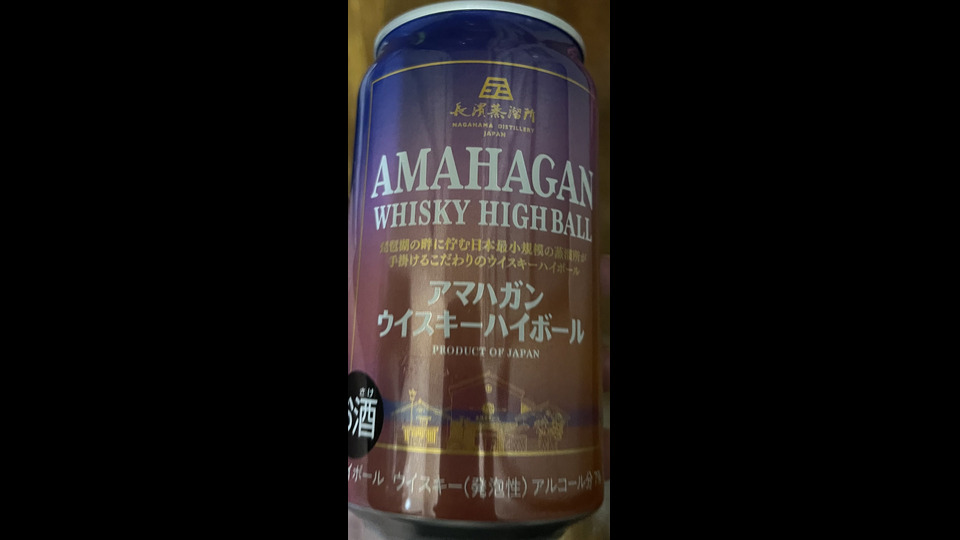 長濱蒸溜所
NAGAHAMA DISTILLERY
JAPAN
AMAHAGAN
WHISKY HIGHBALL
琵琶湖の畔に佇む日本最小規模の蒸溜所が
手掛けるこだわりのウイスキーハイボール
アマハガン
ウイスキーハイボール
PRODUCT OF JAPAN
さけ
お酒
イボール ウイスキー(発泡性) アルコール分7%